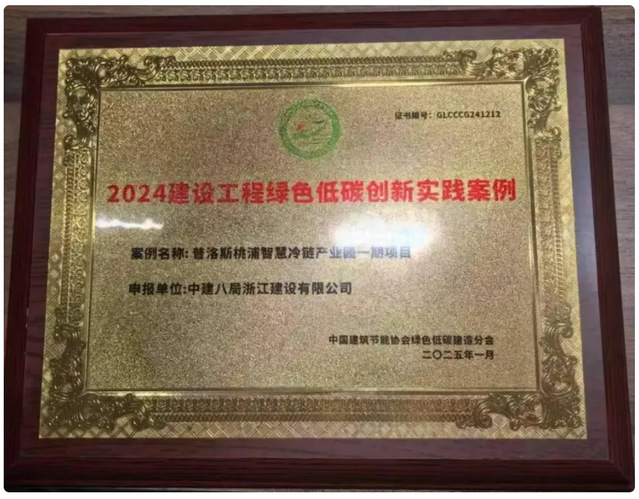 证书编号：GLCCCG241212
2024建设工程绿色低碳创新实践案例
案例名称: 普洛斯桃浦智慧冷链产业园一期项目
申报单位:中建八局浙江建设有限公司
中国建筑节能协会绿色低碳建造分会
二〇二五年一月